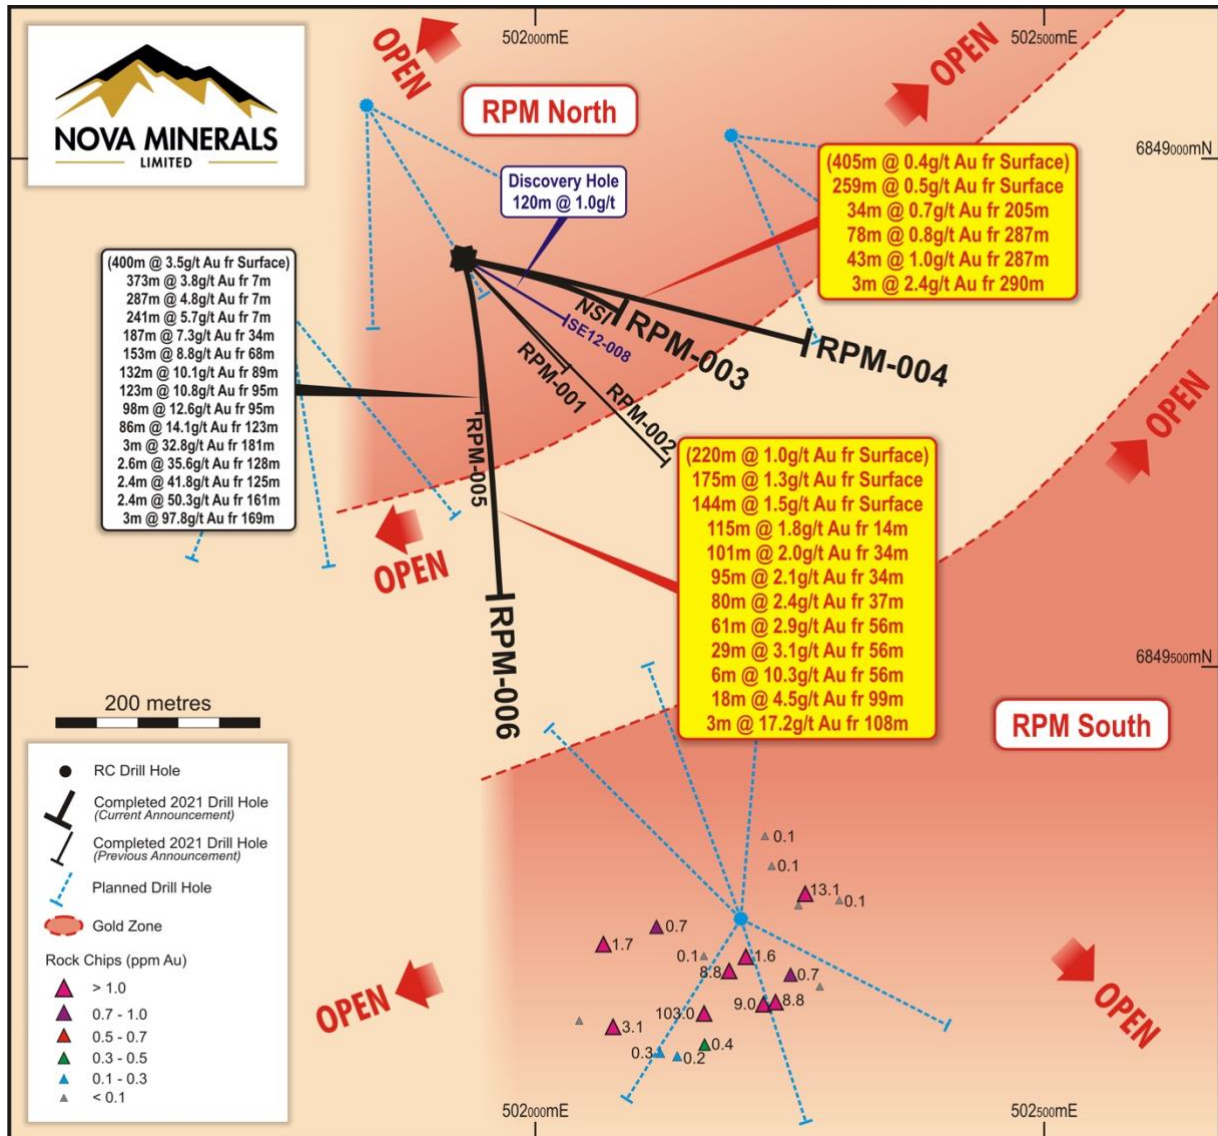 502000mE
502500mE
OPEN
OPEN
NOVA MINERALS
LIMITED
RPM North
6849000mN
(405m @ 0.4g/t Au fr Surface)
259m @ 0.5g/t Au fr Surface
34m @ 0.7g/t Au fr 205m
78m @ 0.8g/t Au fr 287m
43m @ 1.0g/t Au fr 287m
3m @ 2.4g/t Au fr 290m
Discovery Hole
120m @ 1.0g/t
(400m @ 3.5g/t Au fr Surface)
373m @ 3.8g/t Au fr 7m
287m @ 4.8g/t Au fr 7m
241m @ 5.7g/t Au fr 7m
187m @ 7.3g/t Au fr 34m
153m @ 8.8g/t Au fr 68m
132m @ 10.1g/t Au fr 89m
123m @ 10.8g/t Au fr 95m
98m @ 12.6g/t Au fr 95m
86m @ 14.1g/t Au fr 123m
3m @ 32.8g/t Au fr 181m
2.6m @ 35.6g/t Au fr 128m
2.4m @ 41.8g/t Au fr 125m
2.4m @ 50.3g/t Au fr 161m
3m @ 97.8g/t Au fr 169m
NSI
SE12-008
RPM-003
RPM-004
RPM-001
RPM-002
RPM-005
RPM-006
OPEN
OPEN
(220m @ 1.0g/t Au fr Surface)
175m @ 1.3g/t Au fr Surface
144m @ 1.5g/t Au fr Surface
115m @ 1.8g/t Au fr 14m
101m @ 2.0g/t Au fr 34m
95m @ 2.1g/t Au fr 34m
80m @ 2.4g/t Au fr 37m
61m @ 2.9g/t Au fr 56m
29m @ 3.1g/t Au fr 56m
6m @ 10.3g/t Au fr 56m
18m @ 4.5g/t Au fr 99m
3m @ 17.2g/t Au fr 108m
6849500mN
RPM South
200 metres
RC Drill Hole
Completed 2021 Drill Hole
(Current Announcement)
Completed 2021 Drill Hole
(Previous Announcement)
Planned Drill Hole
Gold Zone
Rock Chips (ppm Au)
> 1.0
0.7 - 1.0
0.5 - 0.7
0.3 - 0.5
0.1 - 0.3
< 0.1
0.1
0.1
13.1
0.1
0.7
1.7
0.1
1.6
8.8
0.7
9.0
8.8
103.0
3.1
0.4
0.3
0.2
OPEN
OPEN
502000mE
502500mE